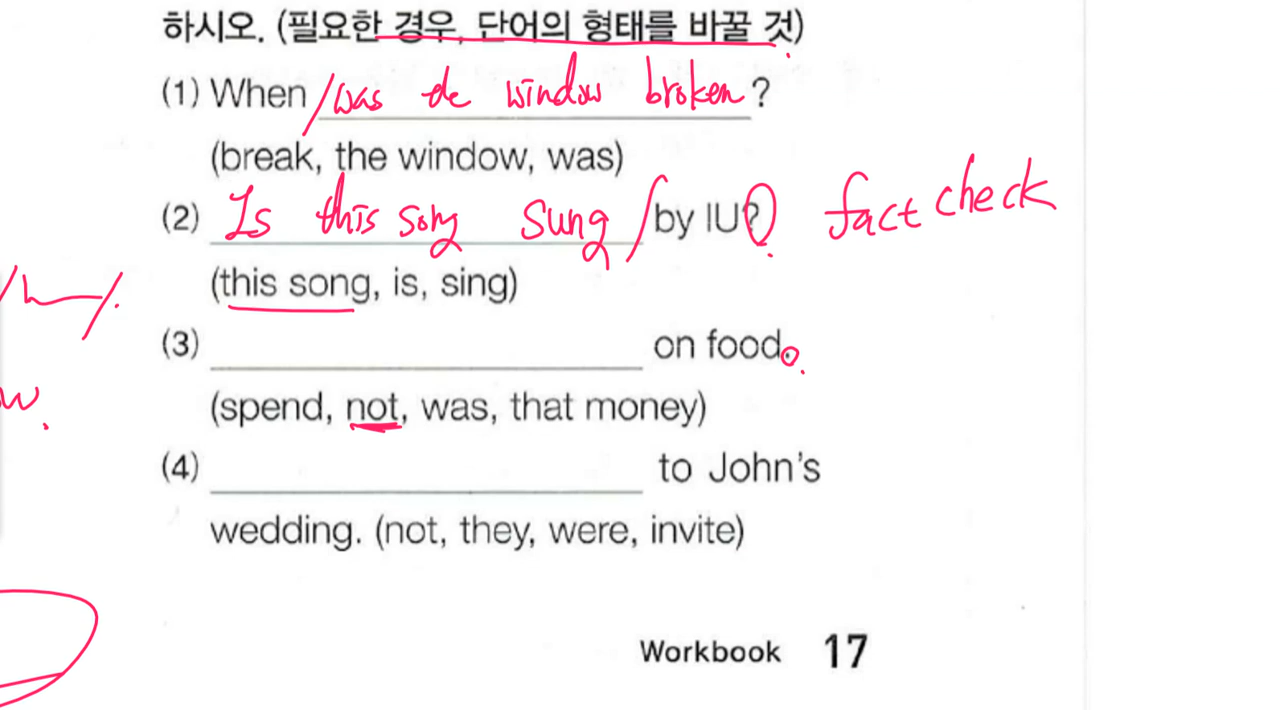 하시오. (필요한 경우, 단어의 형태를 바꿀 것)
(1) When /was de window broken?
(break, the window, was)
(2) Is this song sung / by IU? fact check
(this song, is, sing)
(3) ____ on food.
(spend, not, was, that money)
(4) ____ to John's
wedding. (not, they, were, invite)
Workbook 17